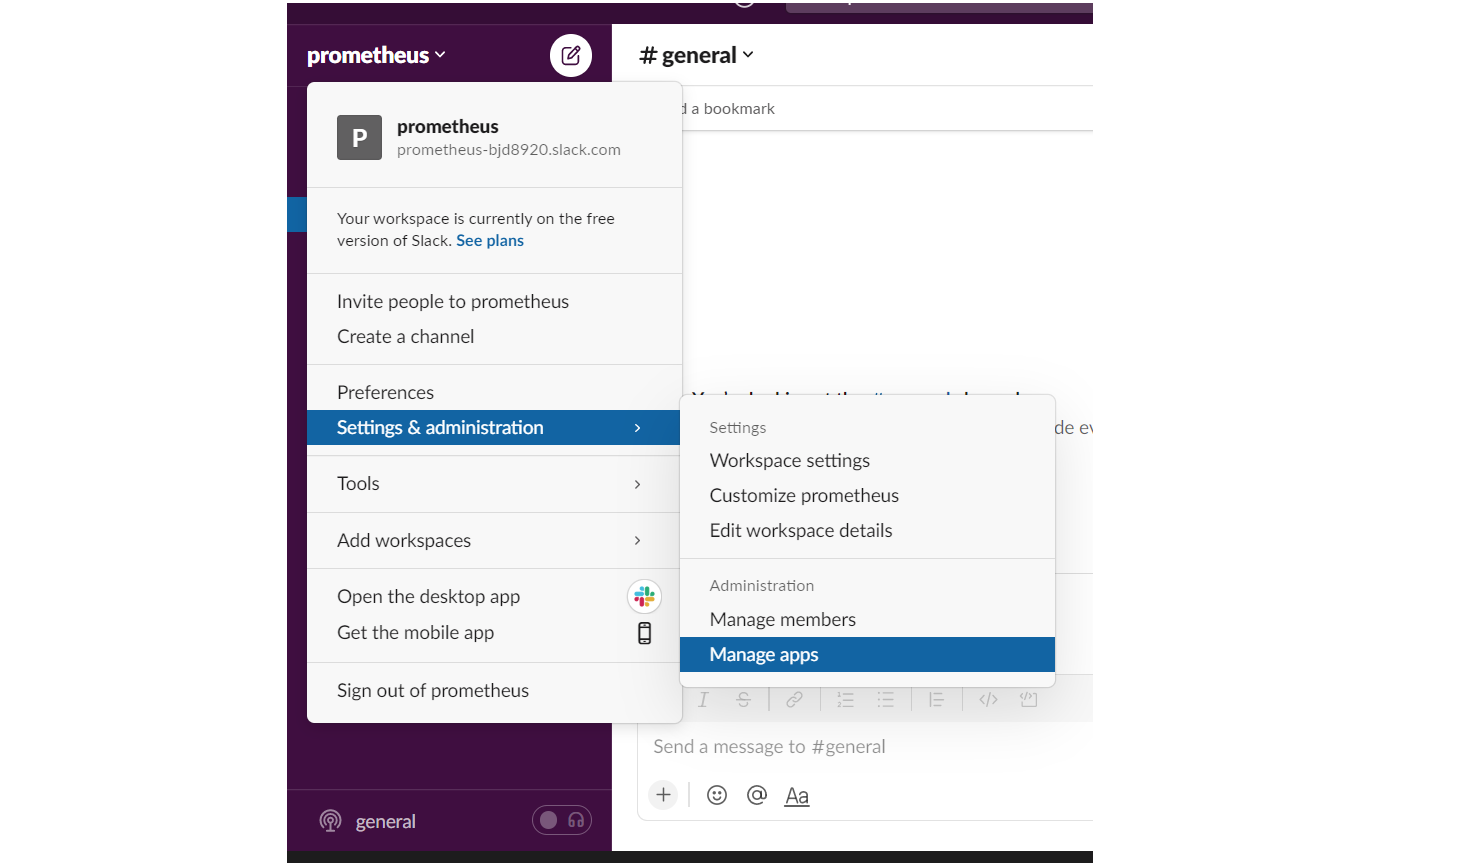 prometheus
# general
d a bookmark
P
prometheus
prometheus-bjd8920.slack.com
Your workspace is currently on the free
version of Slack. See plans
Invite people to prometheus
Create a channel
Preferences
Settings & administration
Tools
Add workspaces
Open the desktop app
Get the mobile app
Sign out of prometheus
Settings
de ev
Workspace settings
Customize prometheus
Edit workspace details
Administration
Manage members
Manage apps
Send a message to #general
Aa
general